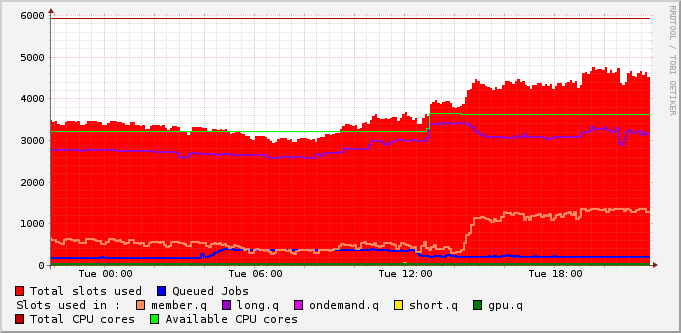 RRDTOOL / TOBI OETIKER
6000
5000
4000
3000
2000
1000
0
Tue 00:00 Tue 06:00 Tue 12:00 Tue 18:00
Total slots used Queued Jobs
Slots used in : member.q long.q ondemand.q short.q gpu.q
Total CPU cores Available CPU cores